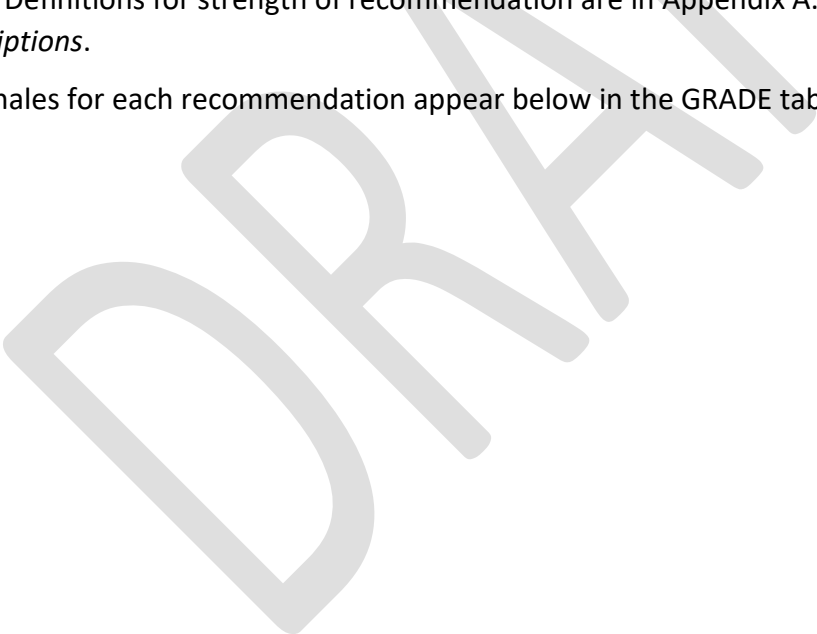 Definitions for strength of recommendation are in Appendix A.
iptions.
nales for each recommendation appear below in the GRADE tab
DRA